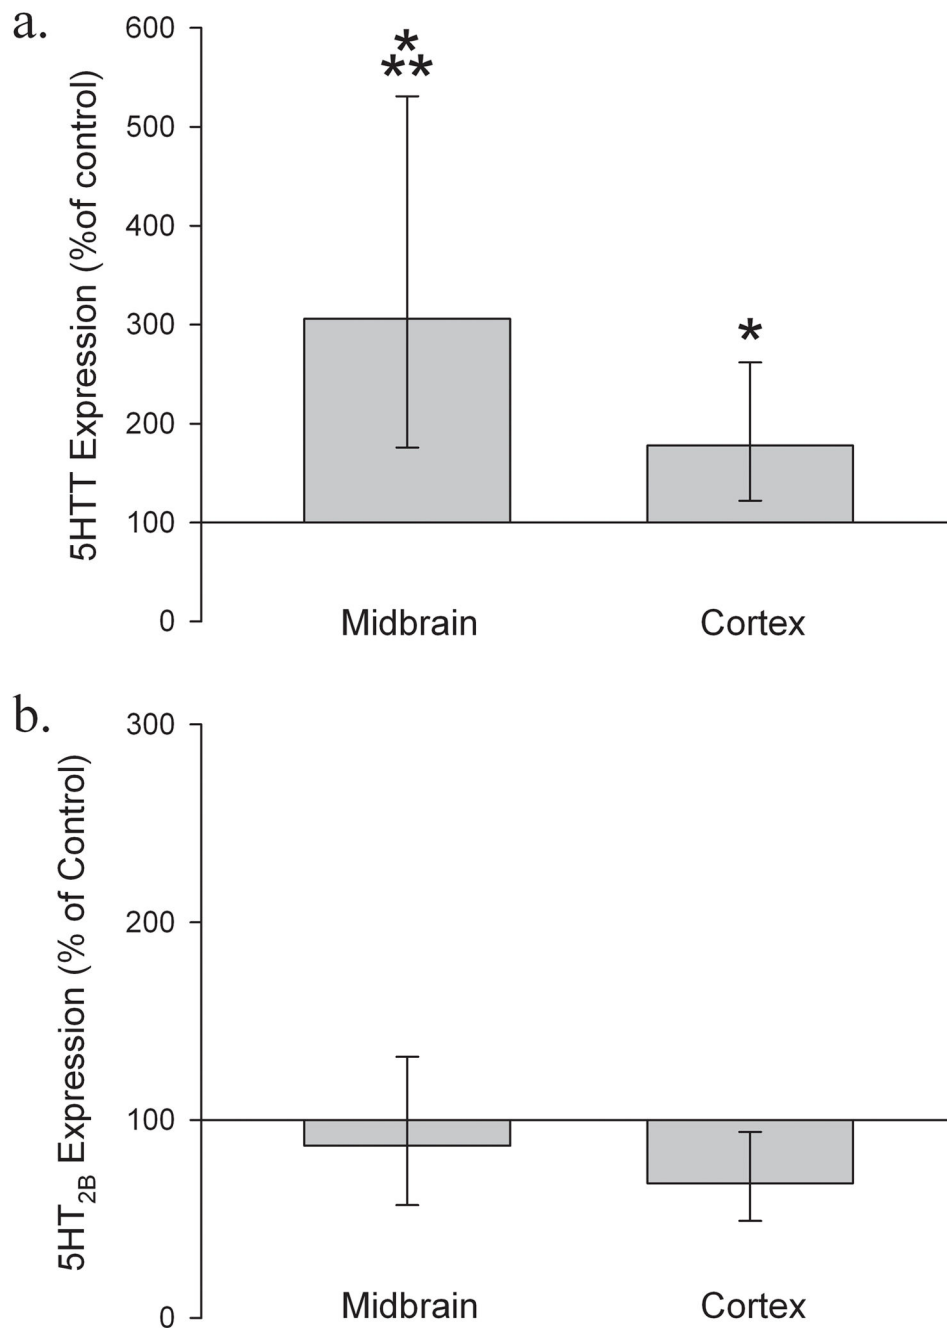 a.
5HTT Expression (%of control)
600
500
400
300
200
100
0
*
**
*
Midbrain Cortex
b.
5HT2B Expression (% of Control)
300
200
100
0
Midbrain Cortex